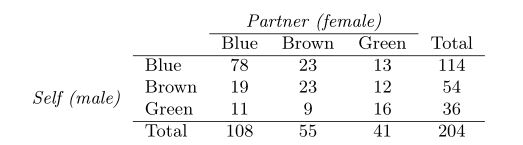 Partner (female)
Blue Brown Green Total
Blue 78 23 13 114
Brown 19 23 12 54
Self (male)
Green 11 9 16 36
Total 108 55 41 204